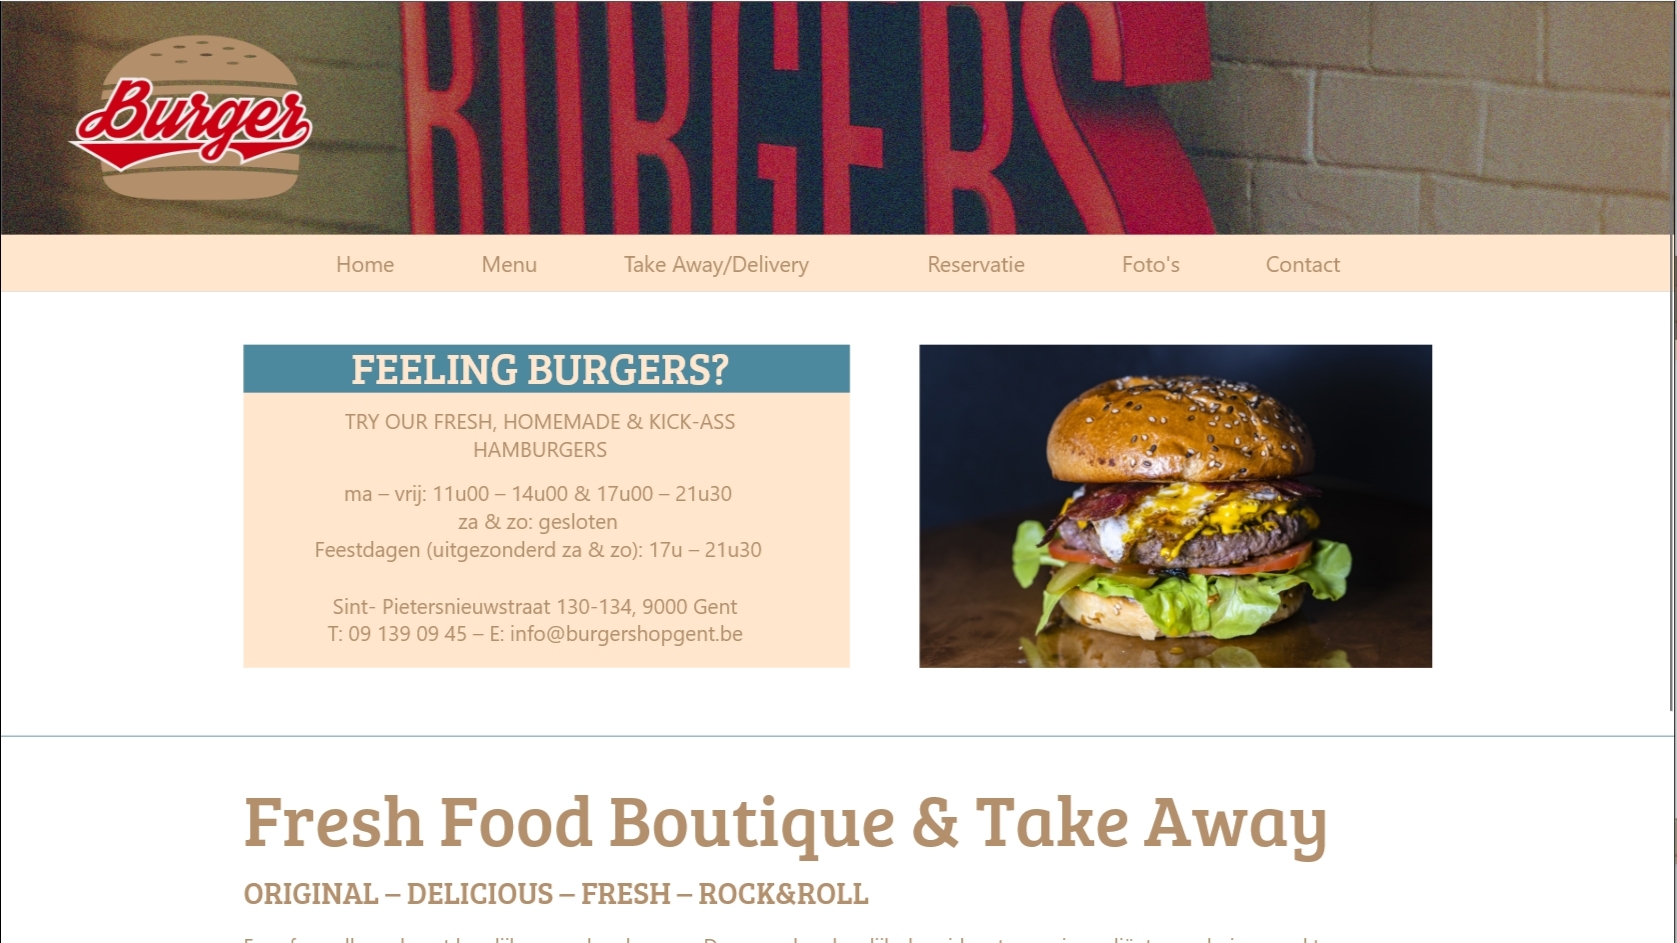 BURGERS
Burger
Home Menu Take Away/Delivery Reservatie Foto's Contact
FEELING BURGERS?
TRY OUR FRESH, HOMEMADE & KICK-ASS
HAMBURGERS
ma – vrij: 11u00 – 14u00 & 17u00 – 21u30
za & zo: gesloten
Feestdagen (uitgezonderd za & zo): 17u – 21u30
Sint- Pietersnieuwstraat 130-134, 9000 Gent
T: 09 139 09 45 – E: info@burgershopgent.be
Fresh Food Boutique & Take Away
ORIGINAL – DELICIOUS – FRESH – ROCK&ROLL